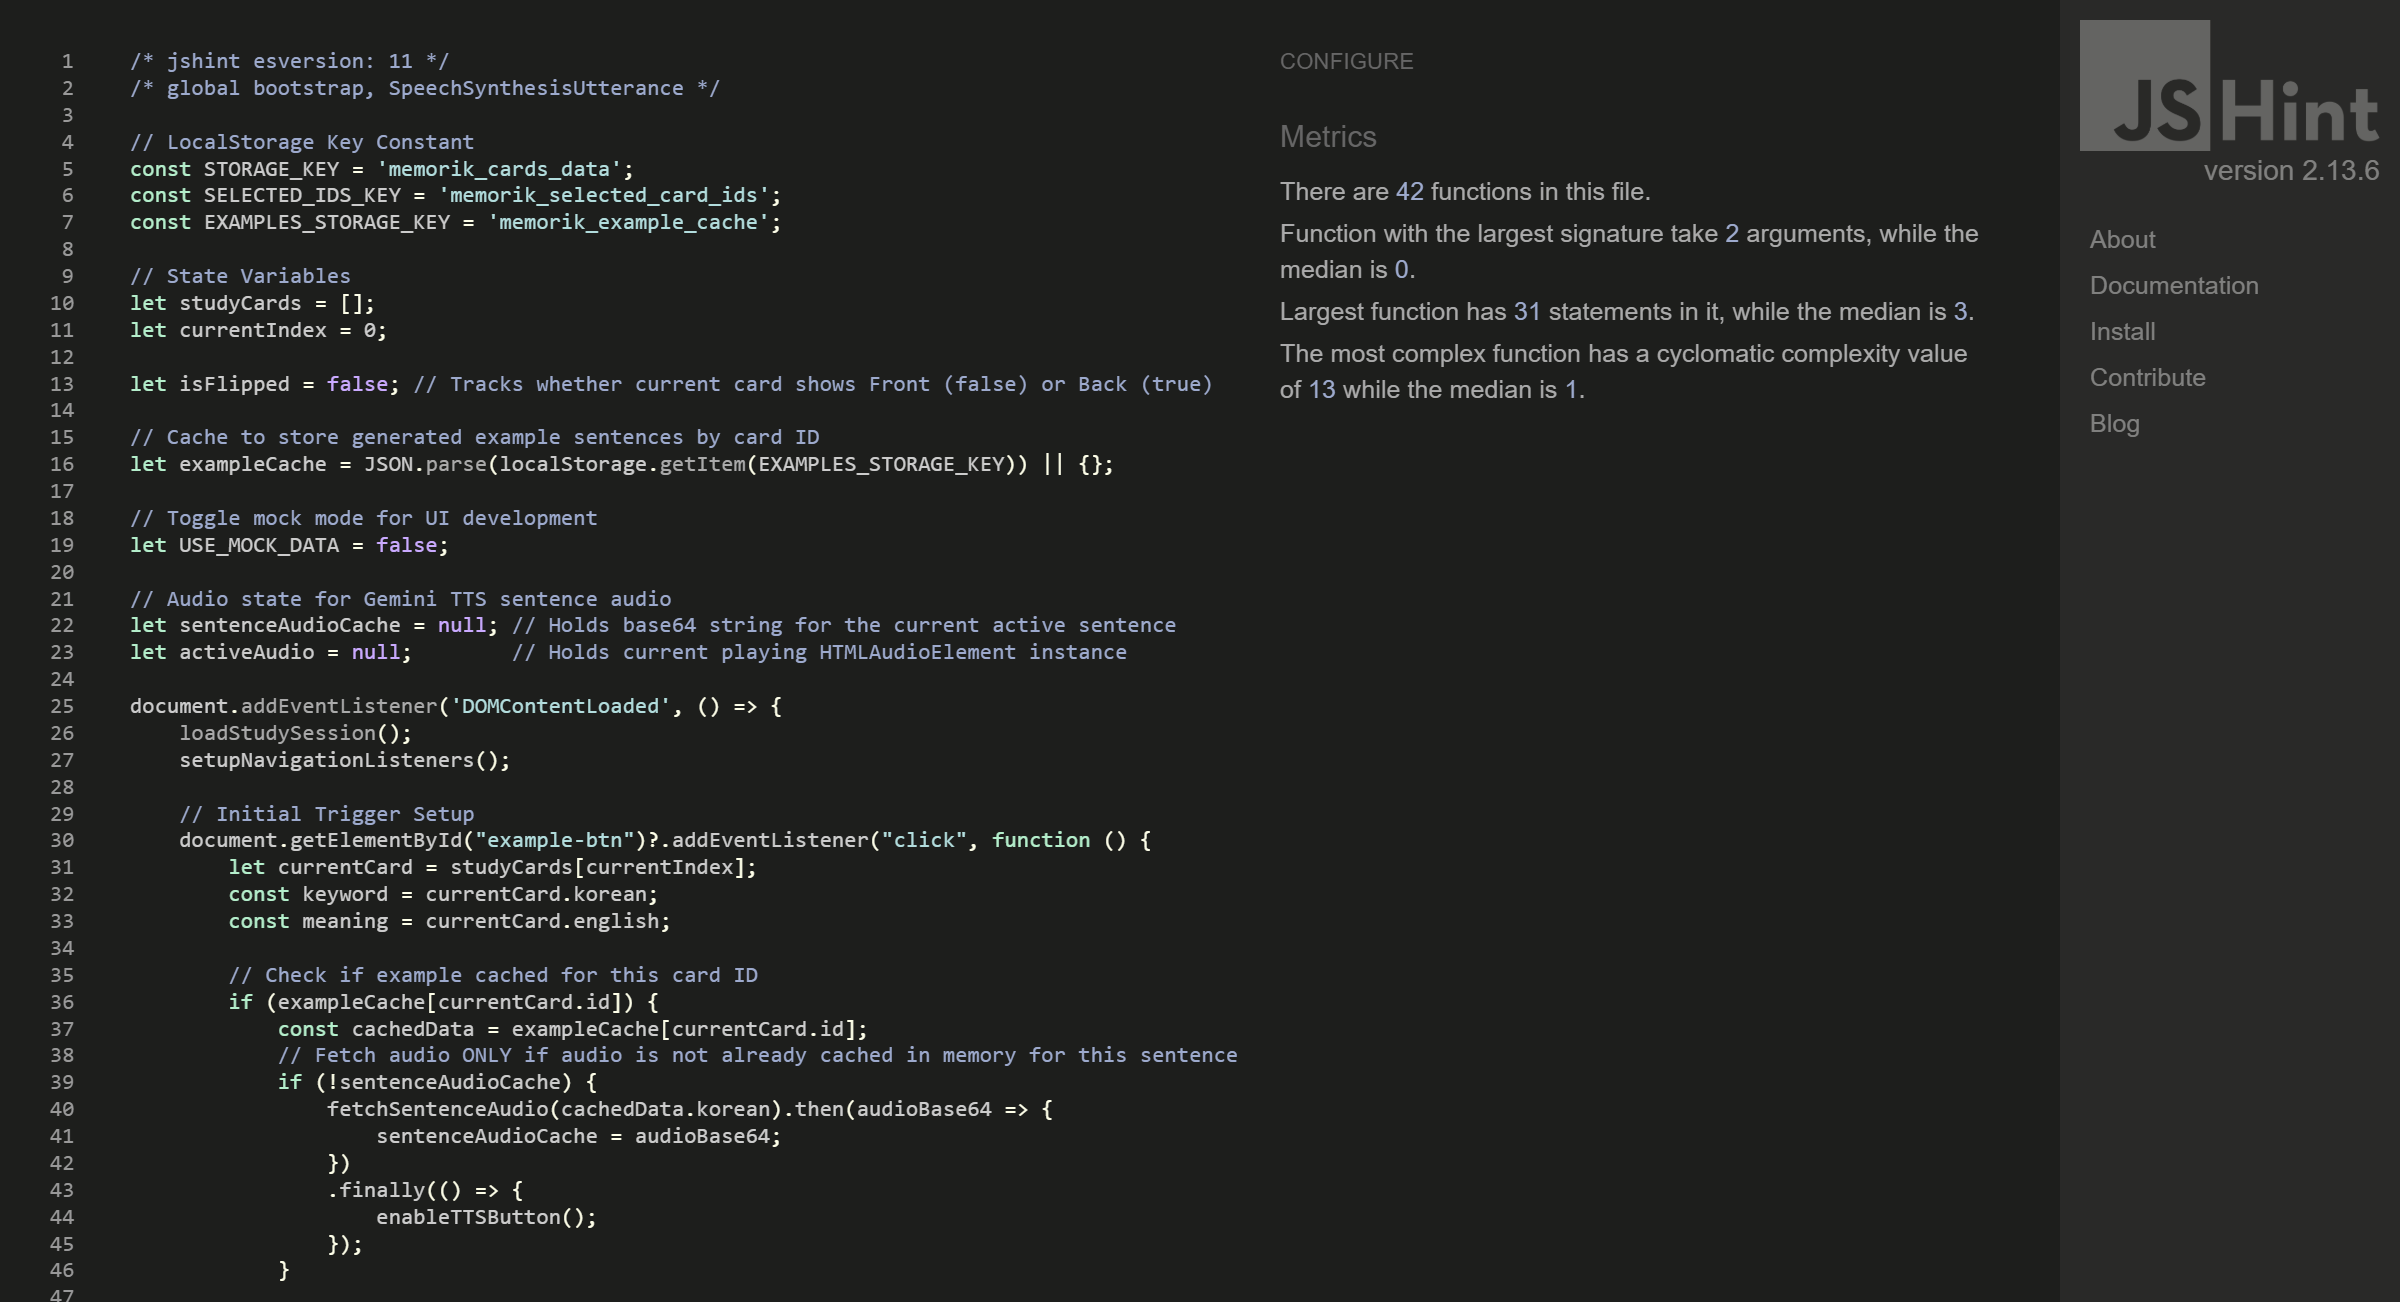 1 /* jshint esversion: 11 */
2 /* global bootstrap, SpeechSynthesisUtterance */
3
4 // LocalStorage Key Constant
5 const STORAGE_KEY = 'memorik_cards_data';
6 const SELECTED_IDS_KEY = 'memorik_selected_card_ids';
7 const EXAMPLES_STORAGE_KEY = 'memorik_example_cache';
8
9 // State Variables
10 let studyCards = [];
11 let currentIndex = 0;
12
13 let isFlipped = false; // Tracks whether current card shows Front (false) or Back (true)
14
15 // Cache to store generated example sentences by card ID
16 let exampleCache = JSON.parse(localStorage.getItem(EXAMPLES_STORAGE_KEY)) || {};
17
18 // Toggle mock mode for UI development
19 let USE_MOCK_DATA = false;
20
21 // Audio state for Gemini TTS sentence audio
22 let sentenceAudioCache = null; // Holds base64 string for the current active sentence
23 let activeAudio = null;        // Holds current playing HTMLAudioElement instance
24
25 document.addEventListener('DOMContentLoaded', () => {
26     loadStudySession();
27     setupNavigationListeners();
28
29     // Initial Trigger Setup
30     document.getElementById("example-btn")?.addEventListener("click", function () {
31         let currentCard = studyCards[currentIndex];
32         const keyword = currentCard.korean;
33         const meaning = currentCard.english;
34
35         // Check if example cached for this card ID
36         if (exampleCache[currentCard.id]) {
37             const cachedData = exampleCache[currentCard.id];
38             // Fetch audio ONLY if audio is not already cached in memory for this sentence
39             if (!sentenceAudioCache) {
40                 fetchSentenceAudio(cachedData.korean).then(audioBase64 => {
41                     sentenceAudioCache = audioBase64;
42                 })
43                 .finally(() => {
44                     enableTTSButton();
45                 });
46             }
47
CONFIGURE
Metrics
There are 42 functions in this file.
Function with the largest signature take 2 arguments, while the
median is 0.
Largest function has 31 statements in it, while the median is 3.
The most complex function has a cyclomatic complexity value
of 13 while the median is 1.
JSHint
version 2.13.6
About
Documentation
Install
Contribute
Blog